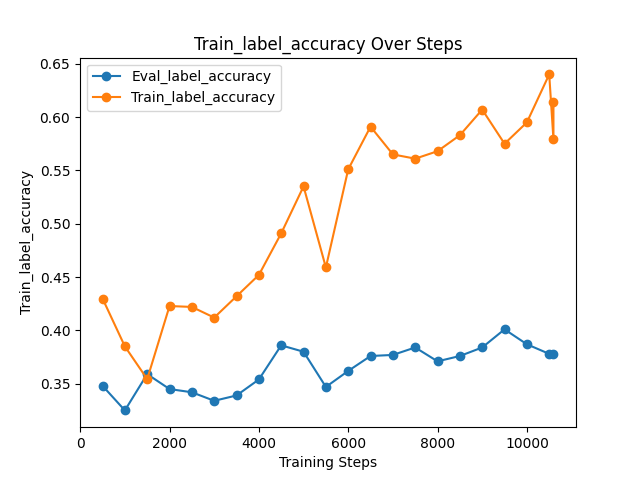 Train_label_accuracy Over Steps
Eval_label_accuracy
Train_label_accuracy
Train_label_accuracy
0.65
0.60
0.55
0.50
0.45
0.40
0.35
0 2000 4000 6000 8000 10000
Training Steps